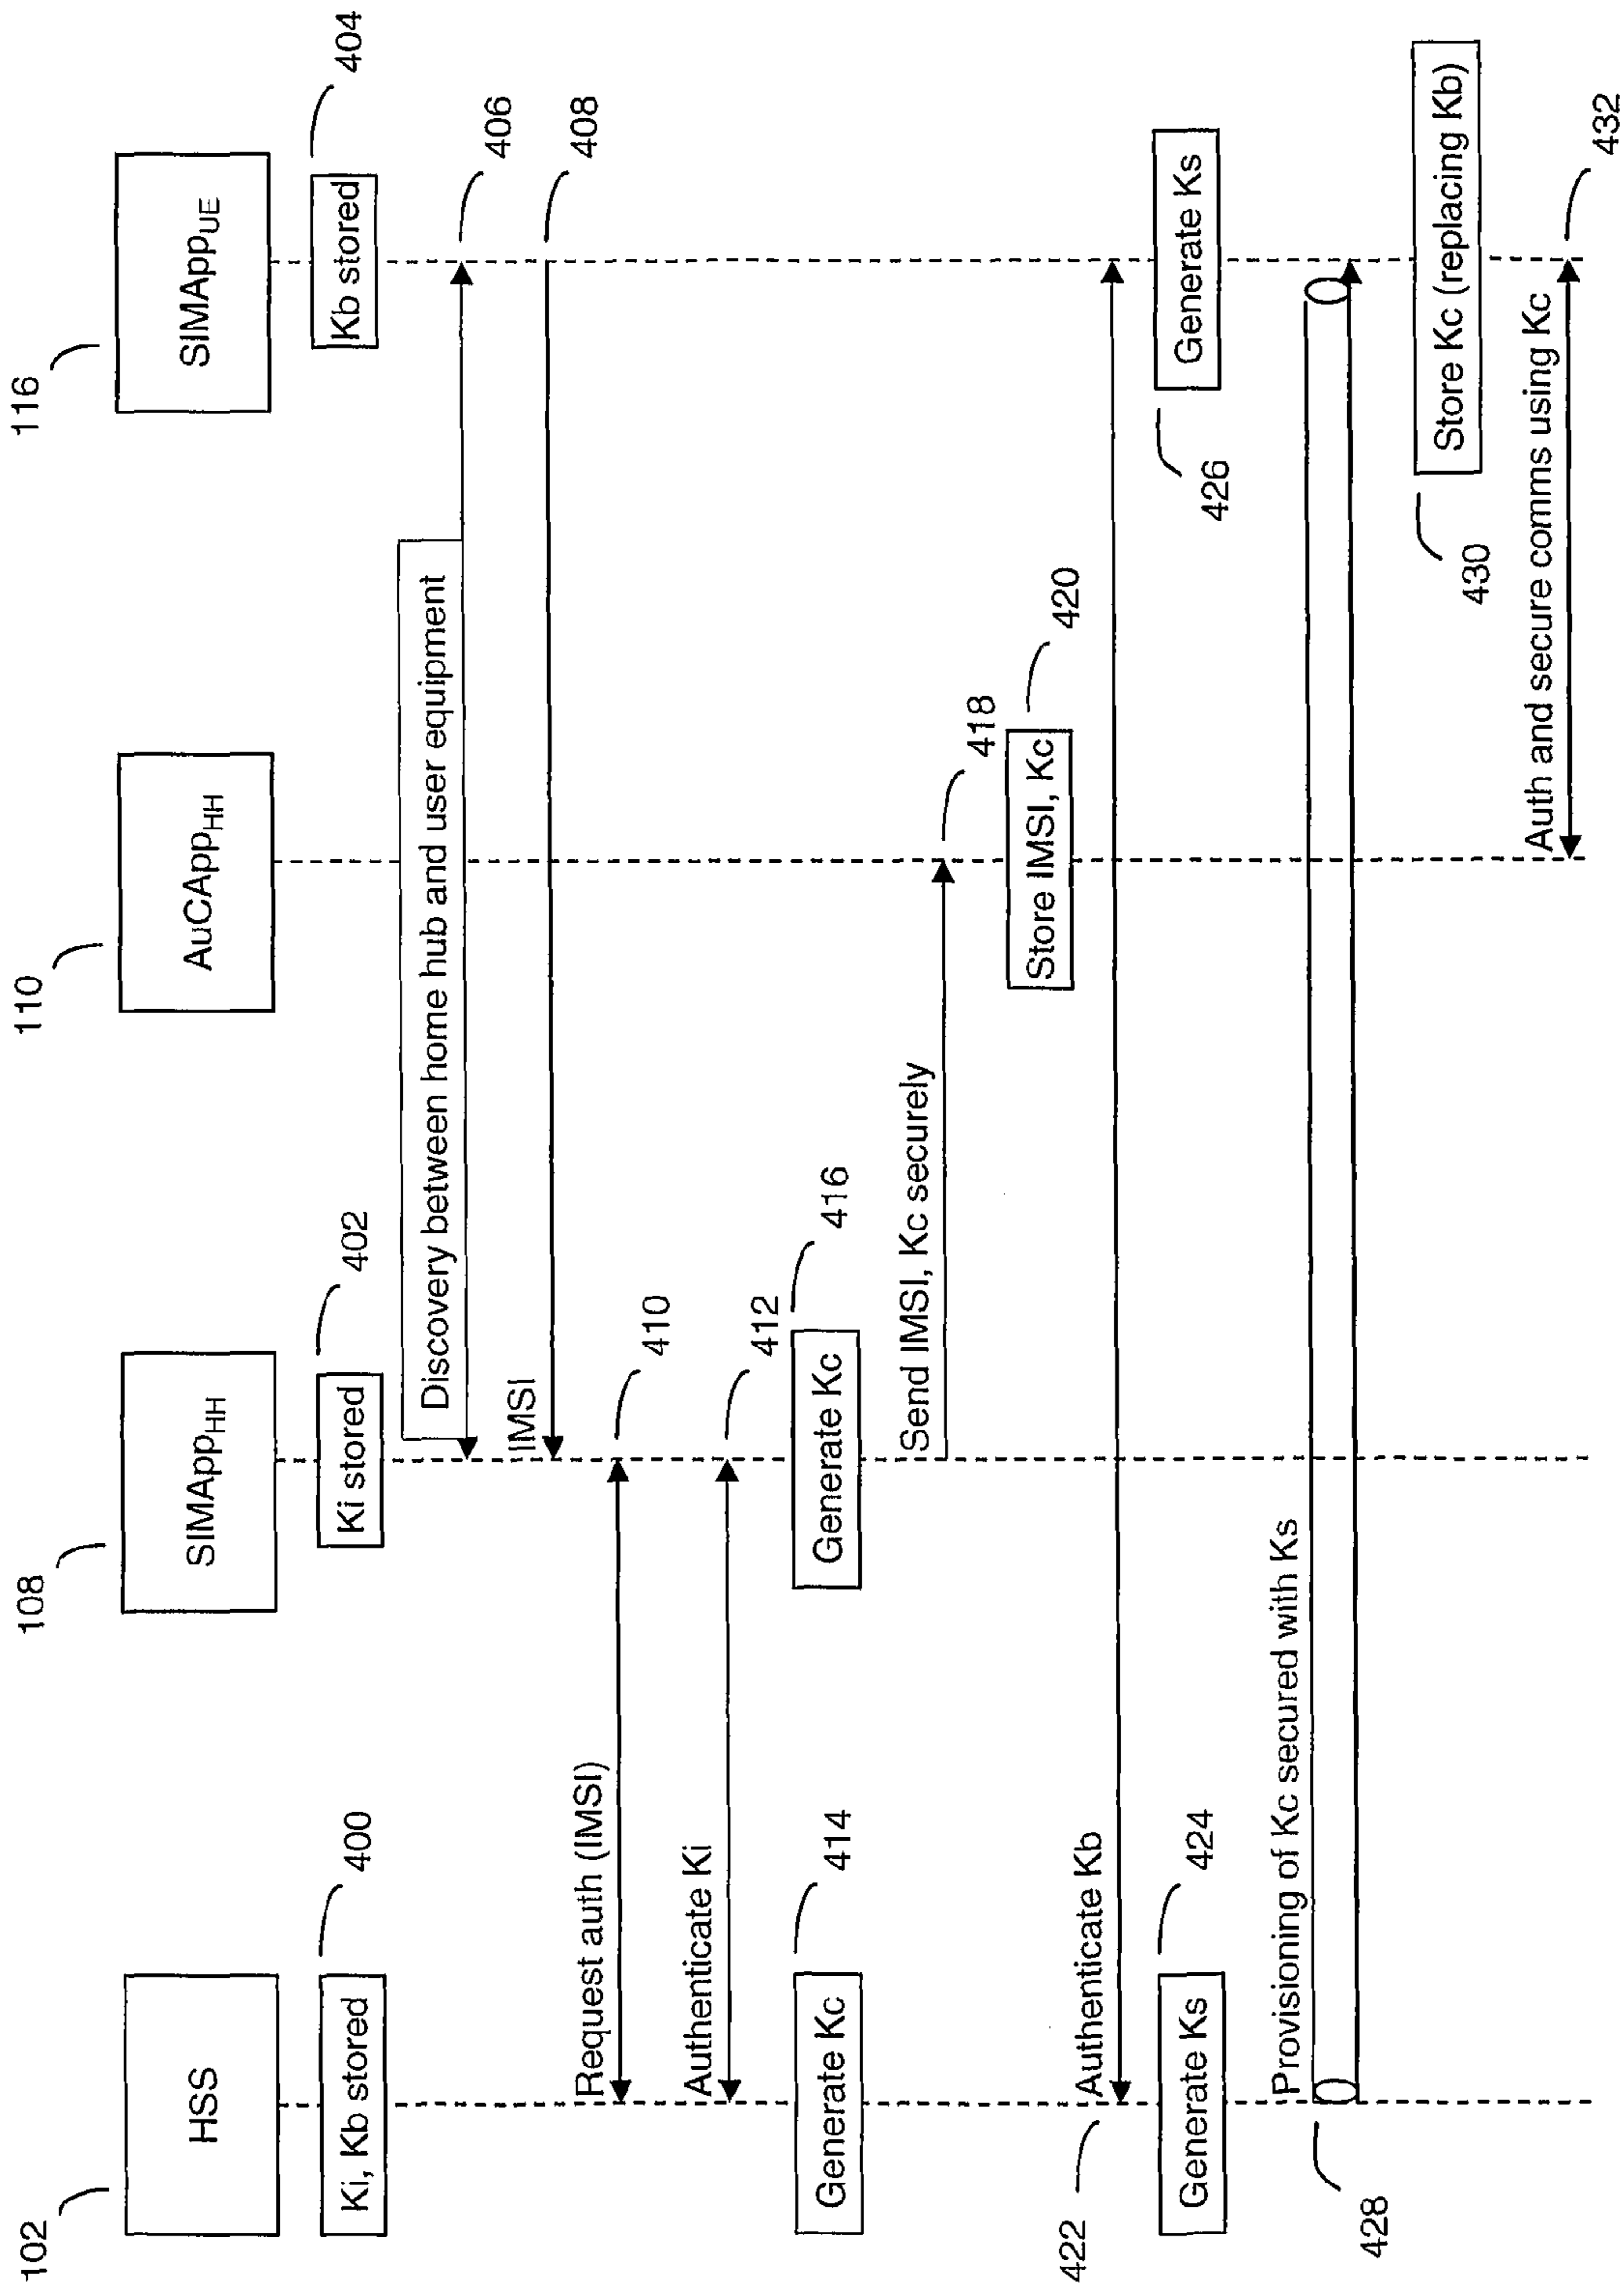 102
108
110
116
HSS
SIMAppHH
AuCAppHH
SIMAppUE
Ki, Kb stored
400
Ki stored
402
Kb stored
404
Discovery between home hub and user equipment
406
IMSI
408
Request auth (IMSI)
410
Authenticate Ki
412
Generate Kc
414
Generate Kc
416
Send IMSI, Kc securely
418
Store IMSI, Kc
420
422
Authenticate Kb
Generate Ks
424
426
Generate Ks
Provisioning of Kc secured with Ks
428
430
Store Kc (replacing Kb)
Auth and secure comms using Kc
432